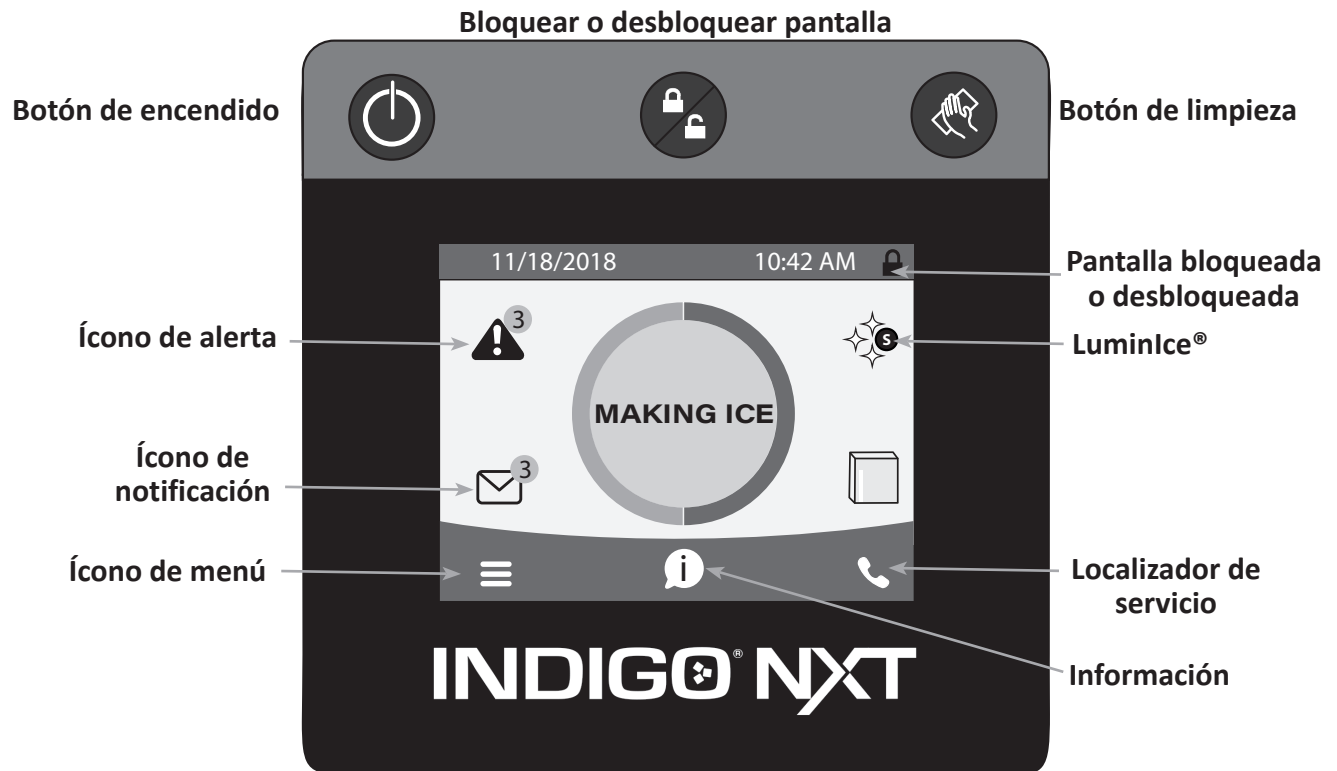 Bloquear o desbloquear pantalla
Botón de encendido
Botón de limpieza
11/18/2018 10:42 AM
Pantalla bloqueada
o desbloqueada
Ícono de alerta
3
S
LuminIce®
MAKING ICE
Ícono de
notificación
3
Ícono de menú
i
Localizador de
servicio
INDIGO® NXT
Información